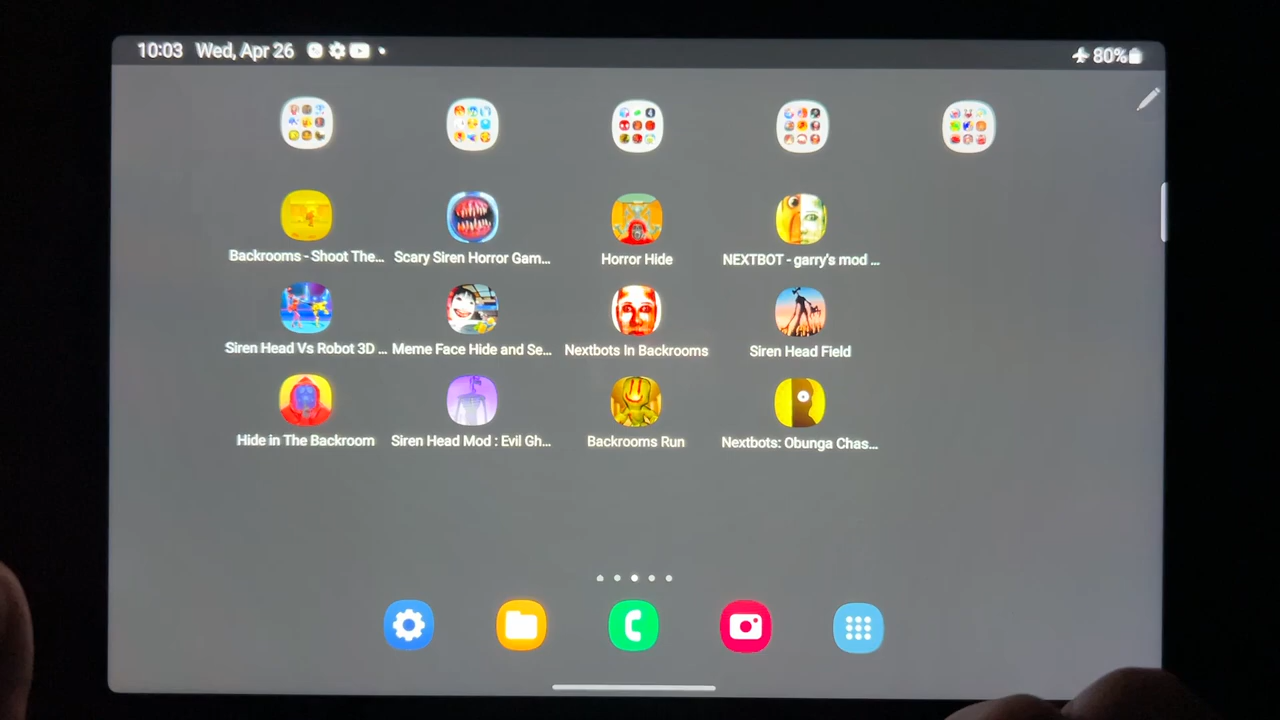 10:03 Wed, Apr 26
80%
Backrooms - Shoot The...
Scary Siren Horror Gam...
Horror Hide
NEXTBOT - garry's mod ...
Siren Head Vs Robot 3D ...
Meme Face Hide and Se...
Nextbots In Backrooms
Siren Head Field
Hide in The Backroom
Siren Head Mod : Evil Gh...
Backrooms Run
Nextbots: Obunga Chas...